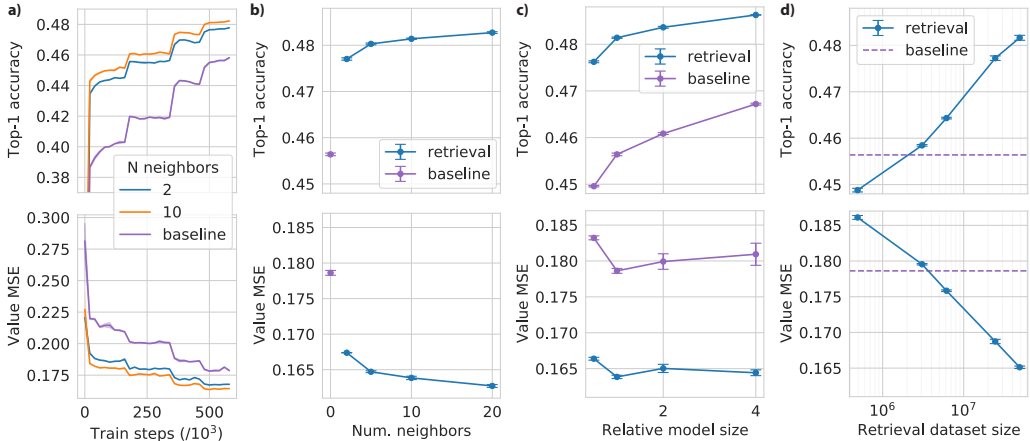 a)
Top-1 accuracy
0.48
0.46
0.44
0.42
0.40
0.38
N neighbors
2
10
baseline
Value MSE
0.300
0.275
0.250
0.225
0.200
0.175
0
250
500
Train steps (/10³)
b)
Top-1 accuracy
0.48
0.47
0.46
0.45
retrieval
baseline
Value MSE
0.185
0.180
0.175
0.170
0.165
0
10
20
Num. neighbors
c)
Top-1 accuracy
0.48
0.47
0.46
0.45
retrieval
baseline
Value MSE
0.185
0.180
0.175
0.170
0.165
2
4
Relative model size
d)
Top-1 accuracy
0.48
0.47
0.46
0.45
retrieval
baseline
Value MSE
0.185
0.180
0.175
0.170
0.165
10⁶
10⁷
Retrieval dataset size